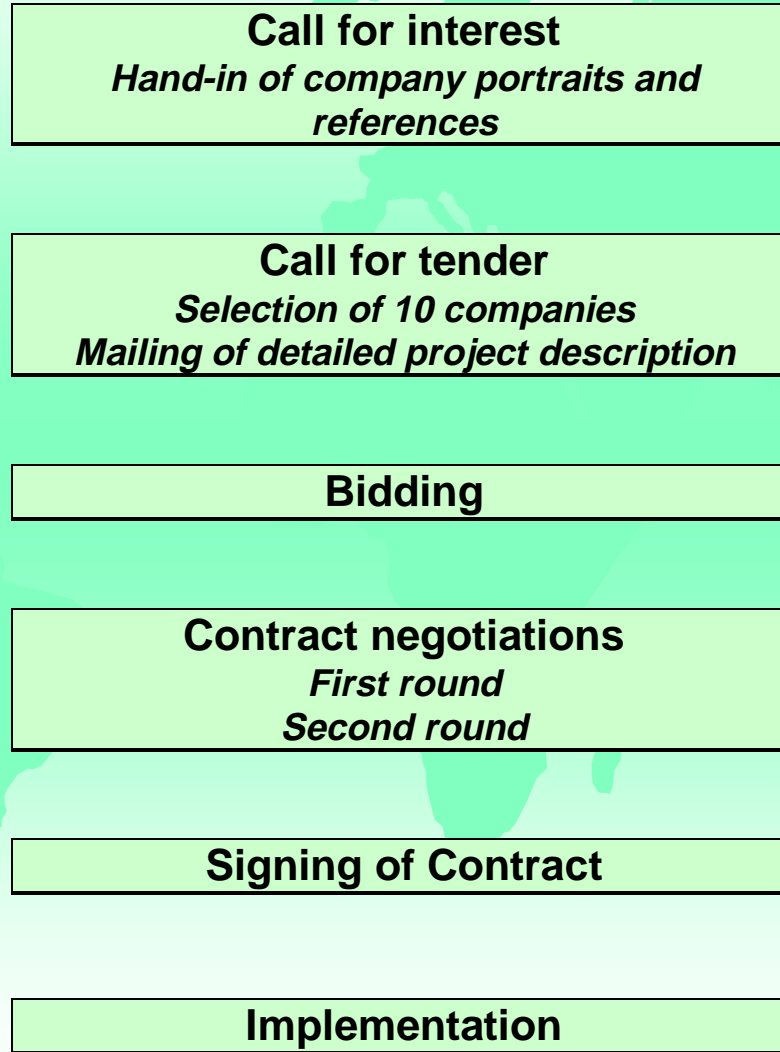 Call for interest
Hand-in of company portraits and
references
Call for tender
Selection of 10 companies
Mailing of detailed project description
Bidding
Contract negotiations
First round
Second round
Signing of Contract
Implementation